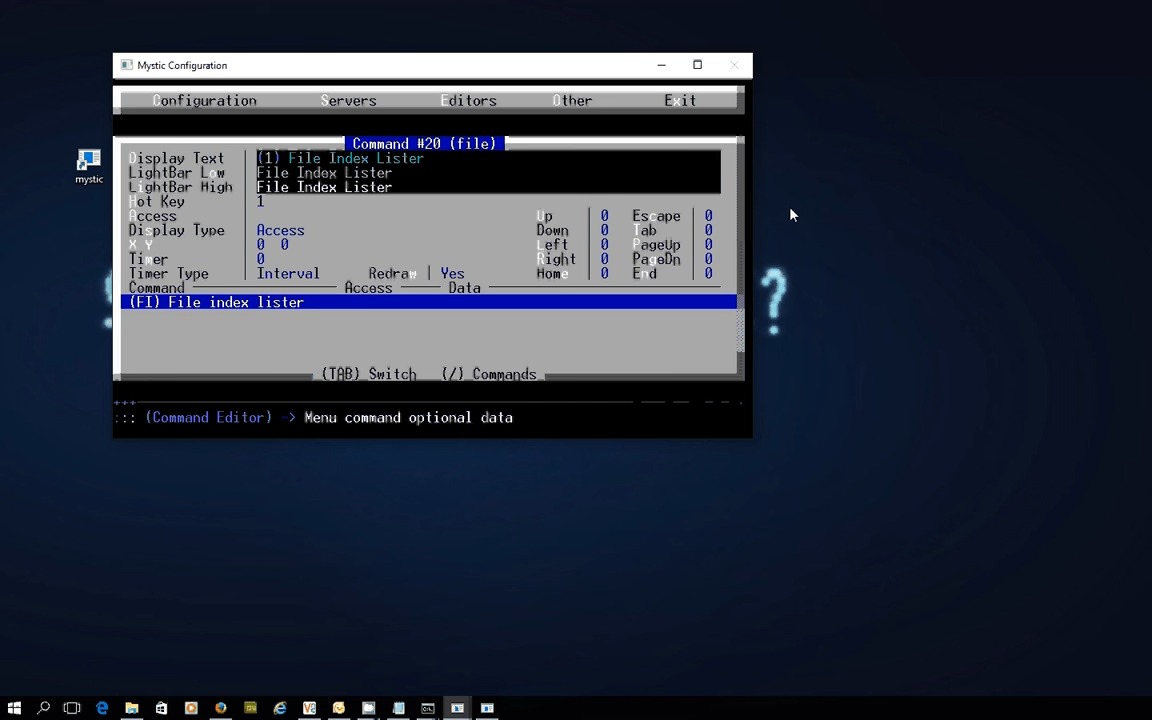 Mystic Configuration
Configuration Servers Editors Other Exit
Command #20 (file)
Display Text (1) File Index Lister
LightBar Low File Index Lister
LightBar High File Index Lister
Hot Key 1
Access Up 0 Escape 0
Display Type Access Down 0 Tab 0
X Y 0 0 Left 0 PageUp 0
Timer 0 Right 0 PageDn 0
Timer Type Interval Redraw Yes Home 0 End 0
Command Access Data
(FI) File index lister
(TAB) Switch (/) Commands
+++
::: (Command Editor) -> Menu command optional data
mystic
?